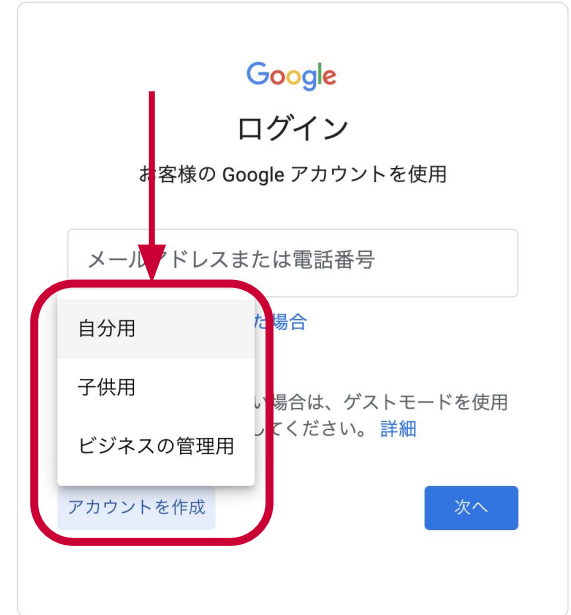 Google
ログイン
お客様の Google アカウントを使用
メールアドレスまたは電話番号
場合
自分用
子供用
い場合は、ゲストモードを使用
してください。 詳細
ビジネスの管理用
アカウントを作成
次へ